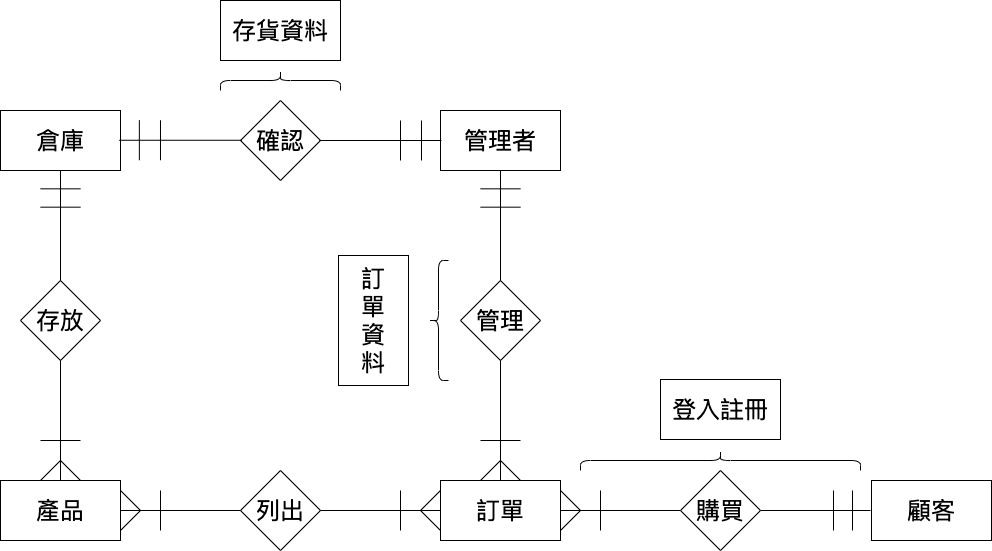 存貨資料
倉庫
確認
管理者
存放
訂
單
資
料
管理
登入註冊
產品
列出
訂單
購買
顧客